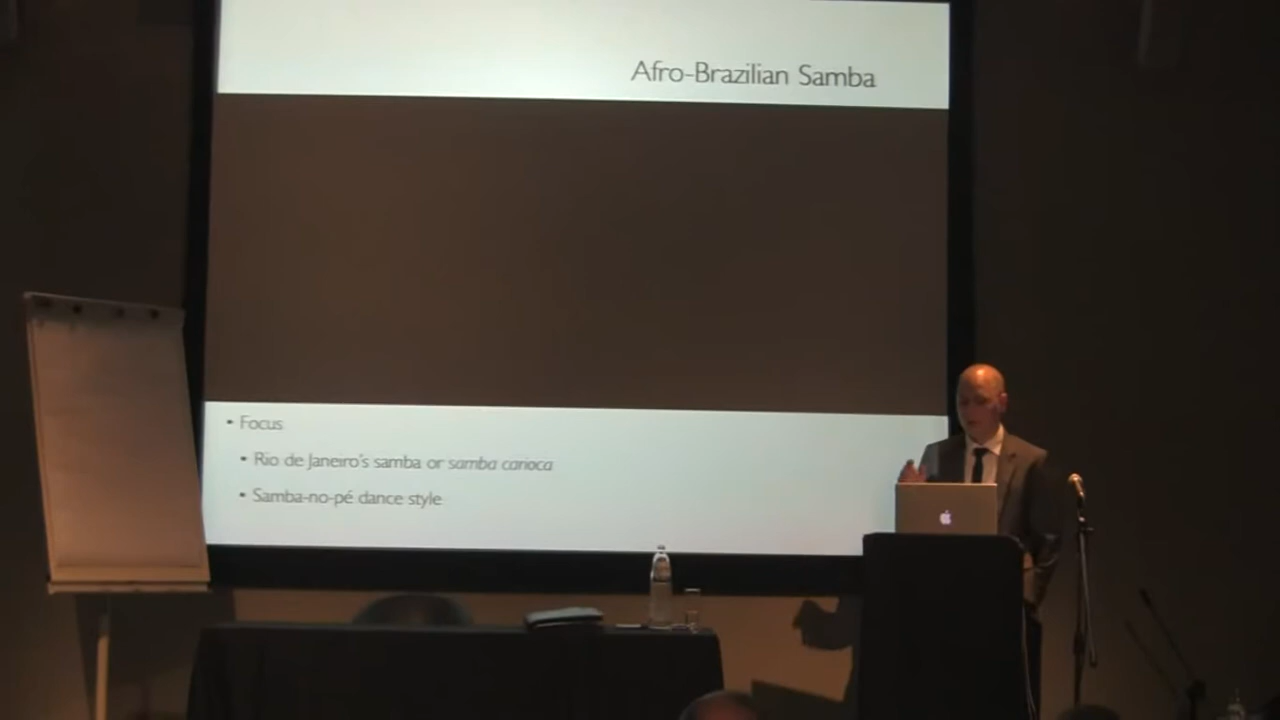 Afro-Brazilian Samba
• Focus
• Rio de Janeiro's samba or samba carioca
• Samba-no-pé dance style